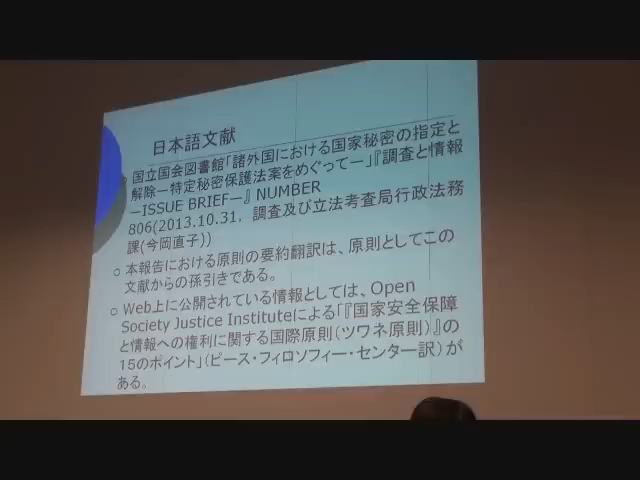 日本語文献
国立国会図書館「諸外国における国家秘密の指定と
解除―特定秘密保護法案をめぐって―」『調査と情報
―ISSUE BRIEF―』 NUMBER
806(2013.10.31, 調査及び立法考査局行政法務
課(今岡直子))
○ 本報告における原則の要約翻訳は、原則としてこの
文献からの孫引きである。
○ Web上に公開されている情報としては、Open
Society Justice Instituteによる「『国家安全保障
と情報への権利に関する国際原則(ツワネ原則)』の
15のポイント」(ピース・フィロソフィー・センター訳)が
ある。